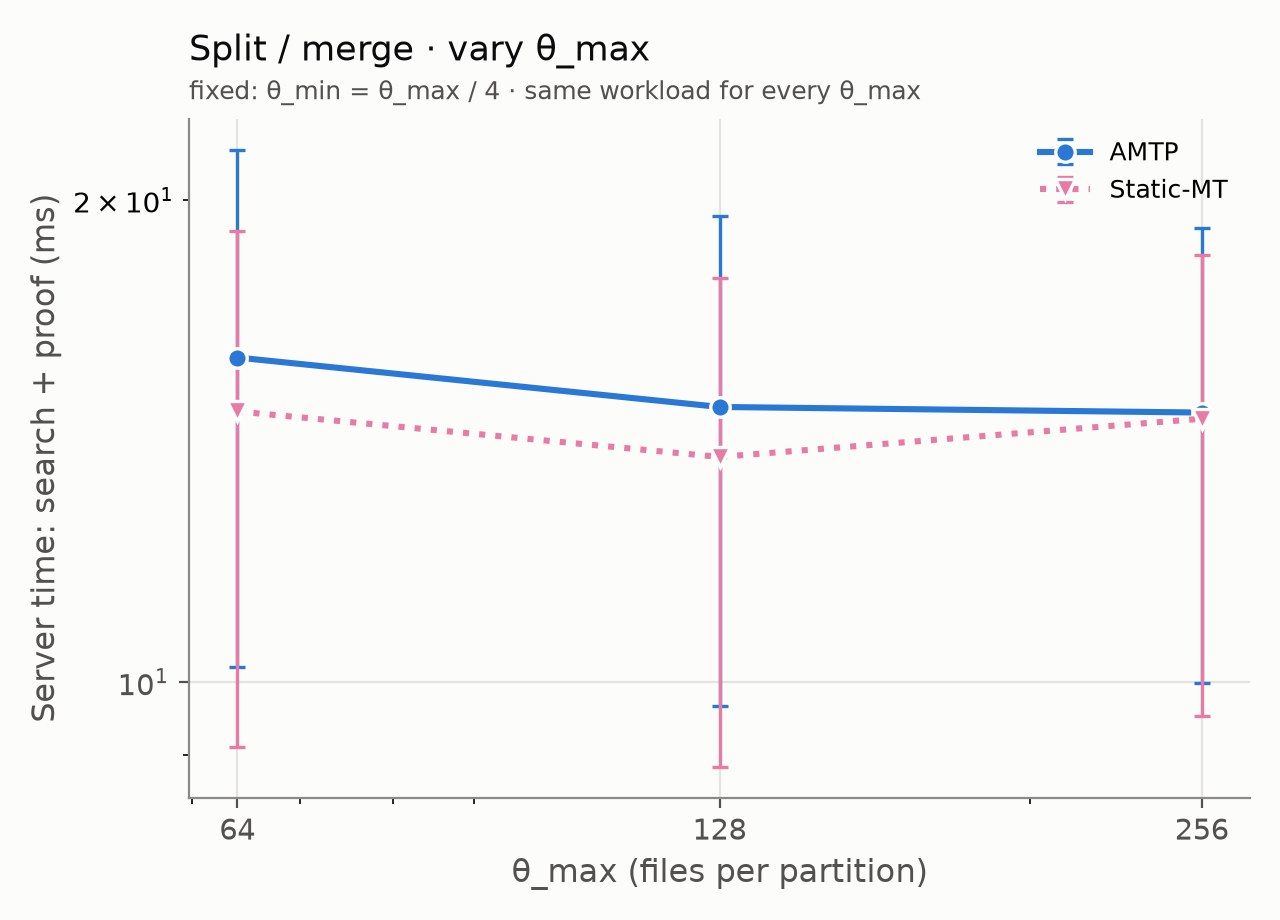 Split / merge · vary θ_max
fixed: θ_min = θ_max / 4 · same workload for every θ_max
AMTP
Static-MT
Server time: search + proof (ms)
2 × 10¹
10¹
64
128
256
θ_max (files per partition)